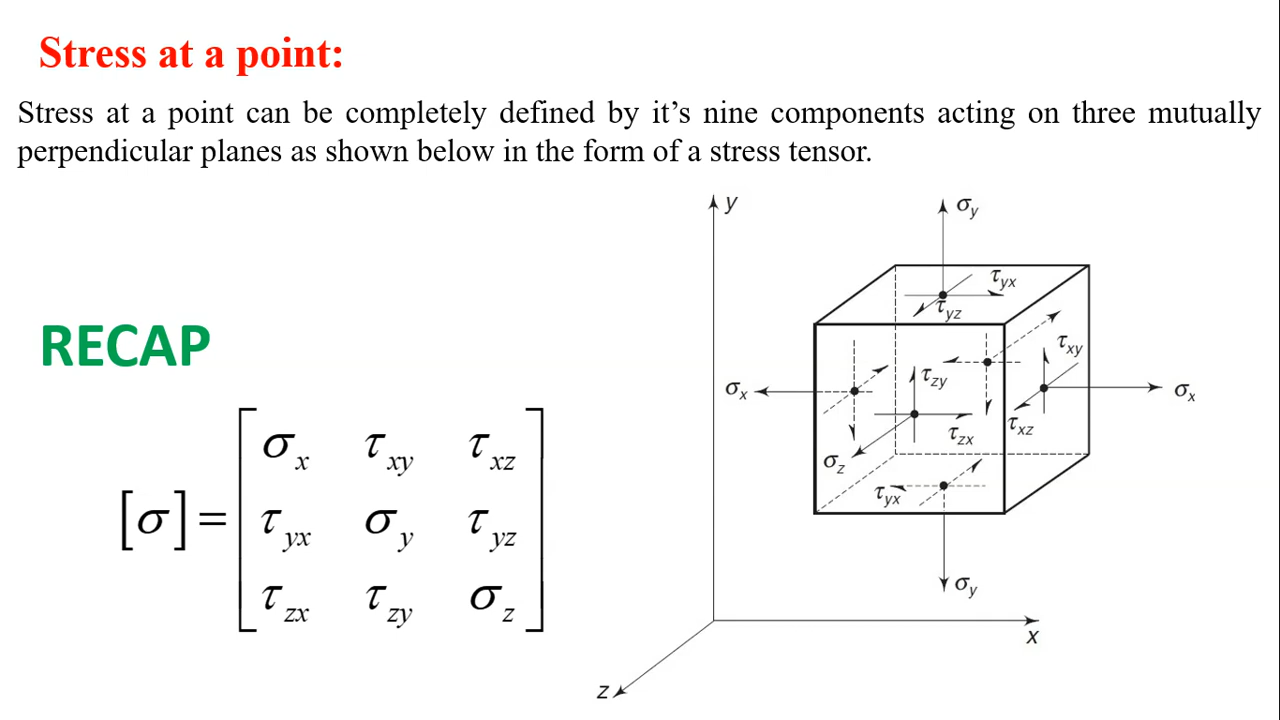 Stress at a point:
Stress at a point can be completely defined by it’s nine components acting on three mutually
perpendicular planes as shown below in the form of a stress tensor.
RECAP
[σ] =
σx τxy τxz
τyx σy τyz
τzx τzy σz
y
σy
τyx
τyz
τxy
τzy
σx
σx
τxz
τzx
σz
τyx
σy
x
z